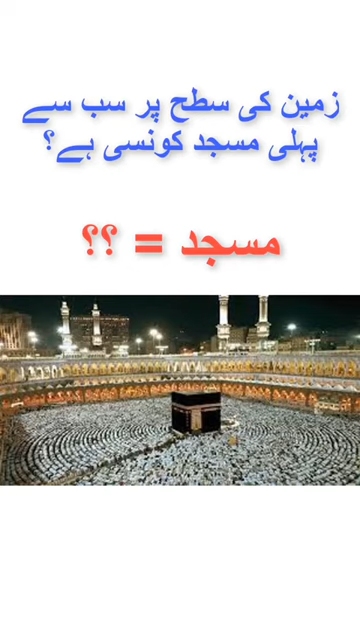 زمین کی سطح پر سب سے
پہلی مسجد کونسی ہے؟
مسجد = ؟؟